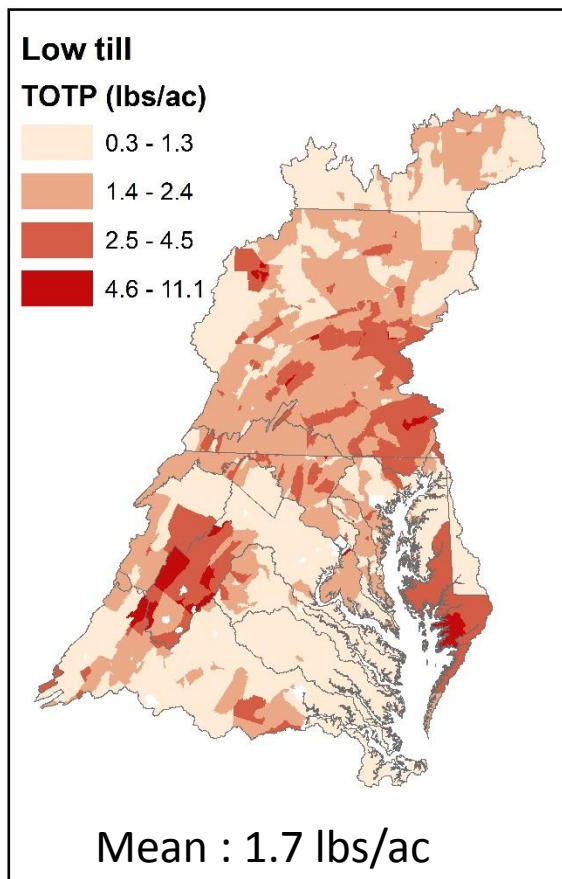 Low till
TOTP (lbs/ac)
0.3 - 1.3
1.4 - 2.4
2.5 - 4.5
4.6 - 11.1
Mean : 1.7 lbs/ac